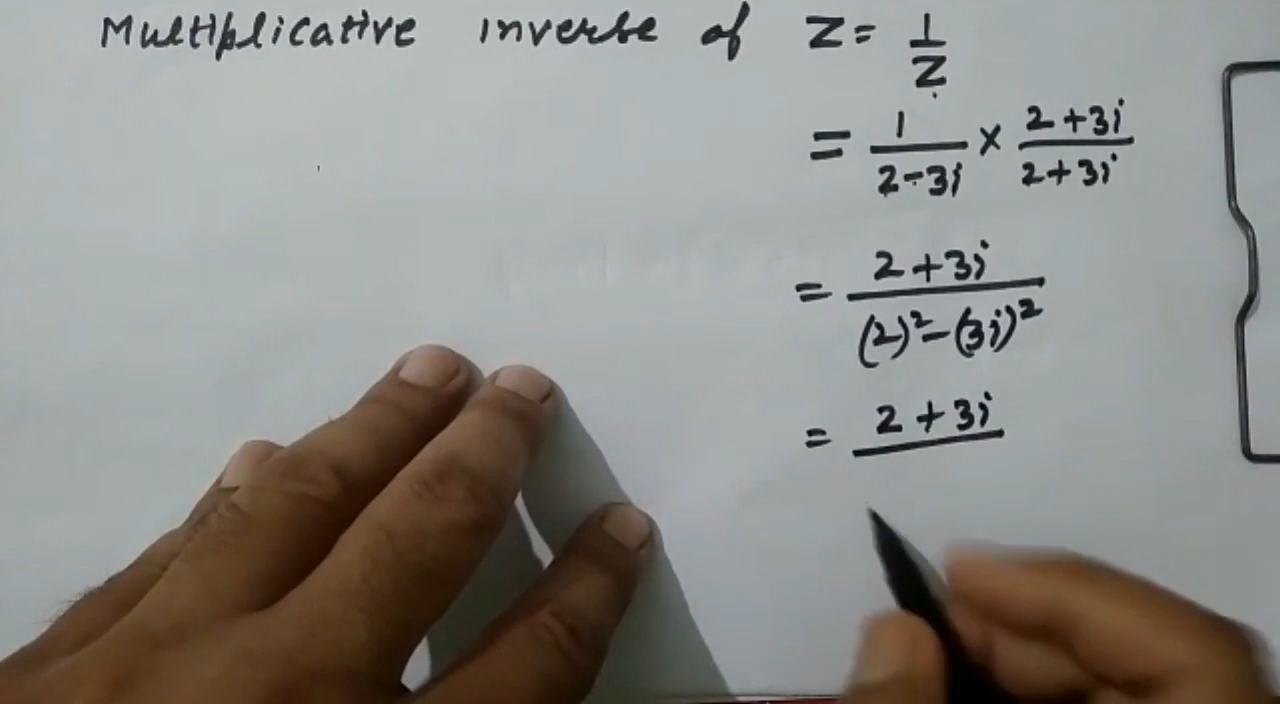 Multiplicative inverse of Z = 1/Z
= 1/(2-3i) × (2+3i)/(2+3i)
= (2+3i)/((2)²-(3i)²)
= 2+3i/